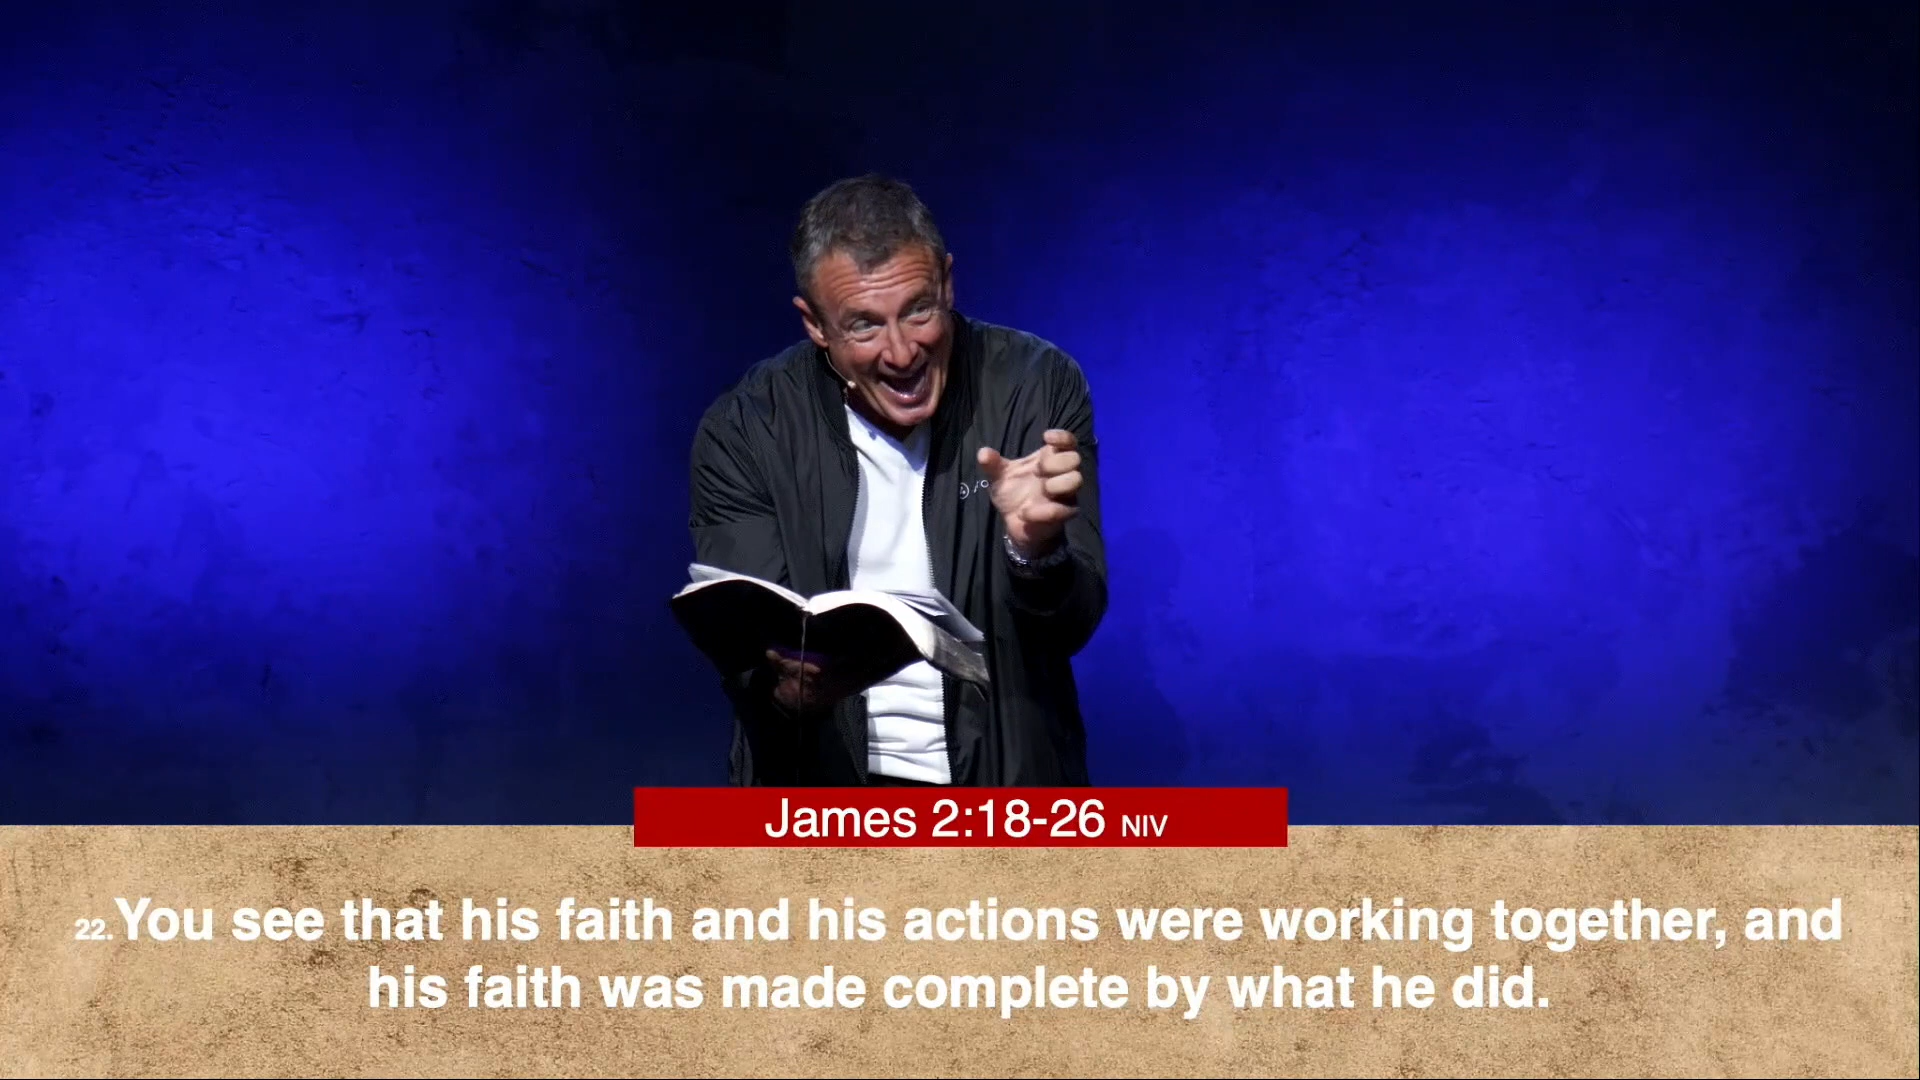 James 2:18-26 NIV
22. You see that his faith and his actions were working together, and
his faith was made complete by what he did.